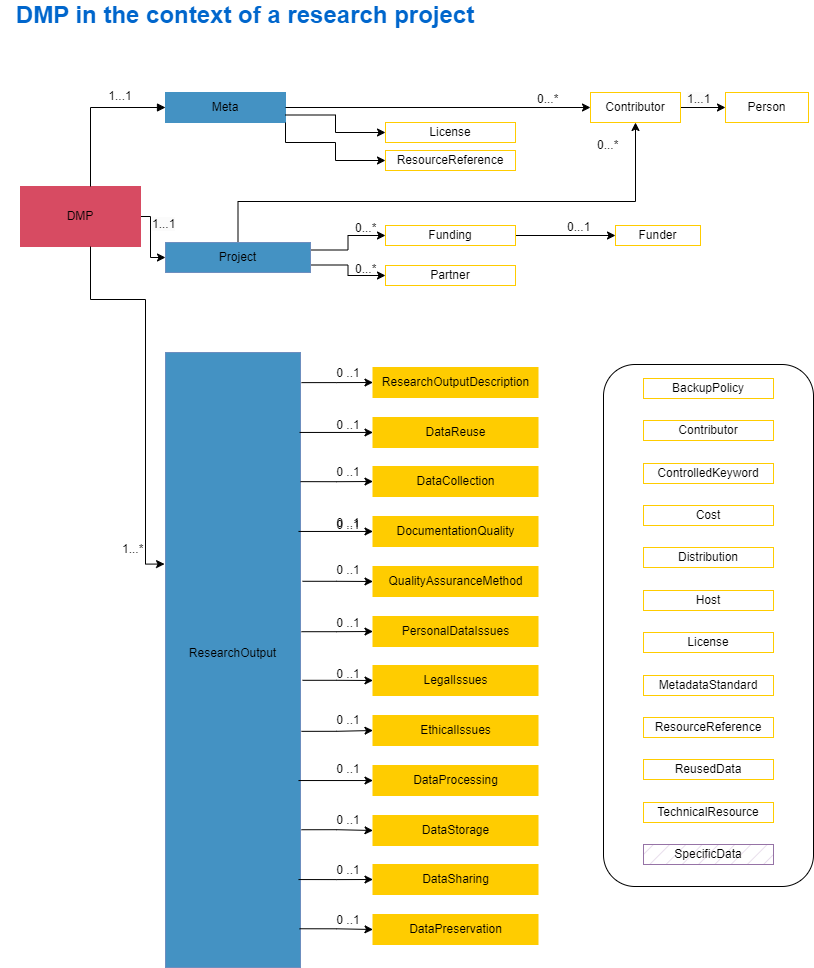 DMP in the context of a research project
1...1
Meta
0...*
Contributor
1...1
Person
License
ResourceReference
0...*
DMP
1...1
Project
0...*
Funding
0...1
Funder
0...*
Partner
1...*
ResearchOutput
0 ..1
ResearchOutputDescription
0 ..1
DataReuse
0 ..1
DataCollection
0 ..1
0 ..1
DocumentationQuality
0 ..1
QualityAssuranceMethod
0 ..1
PersonalDataIssues
0 ..1
LegalIssues
0 ..1
EthicalIssues
0 ..1
DataProcessing
0 ..1
DataStorage
0 ..1
DataSharing
0 ..1
DataPreservation
BackupPolicy
Contributor
ControlledKeyword
Cost
Distribution
Host
License
MetadataStandard
ResourceReference
ReusedData
TechnicalResource
SpecificData